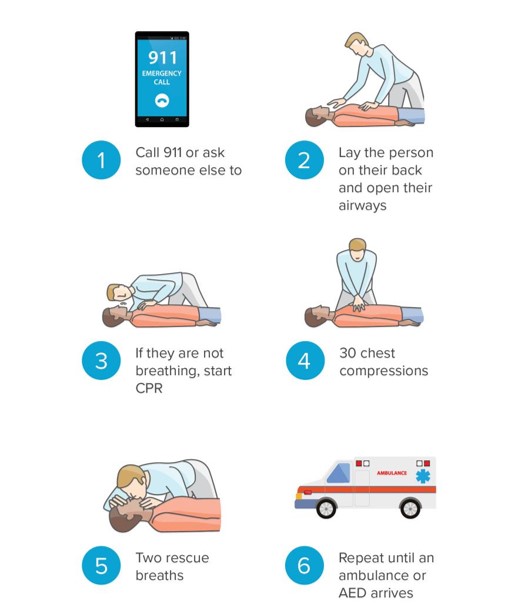 911
EMERGENCY
CALL
1
Call 911 or ask
someone else to
2
Lay the person
on their back
and open their
airways
3
If they are not
breathing, start
CPR
4
30 chest
compressions
5
Two rescue
breaths
AMBULANCE
6
Repeat until an
ambulance or
AED arrives